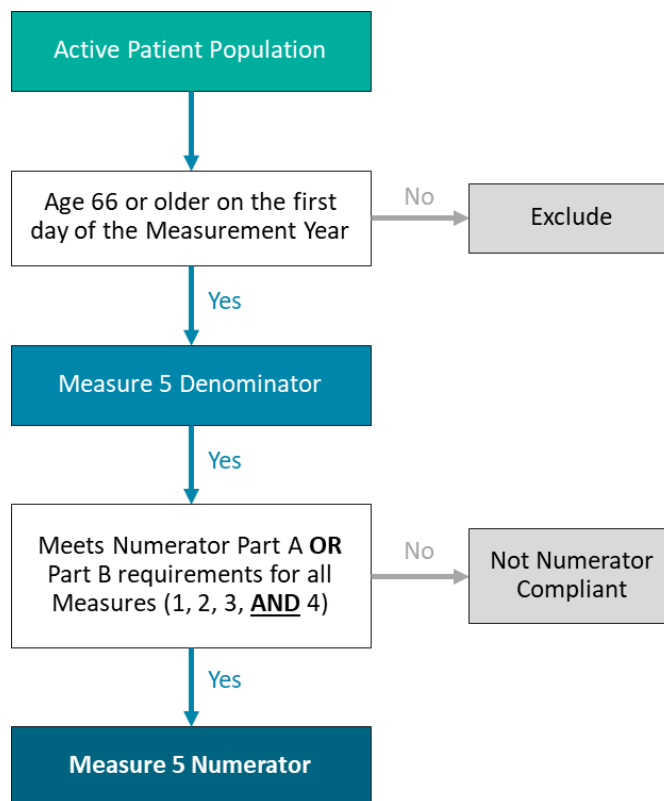 Active Patient Population
Age 66 or older on the first
day of the Measurement Year
No
Exclude
Yes
Measure 5 Denominator
Yes
Meets Numerator Part A OR
Part B requirements for all
Measures (1, 2, 3, AND 4)
No
Not Numerator
Compliant
Yes
Measure 5 Numerator